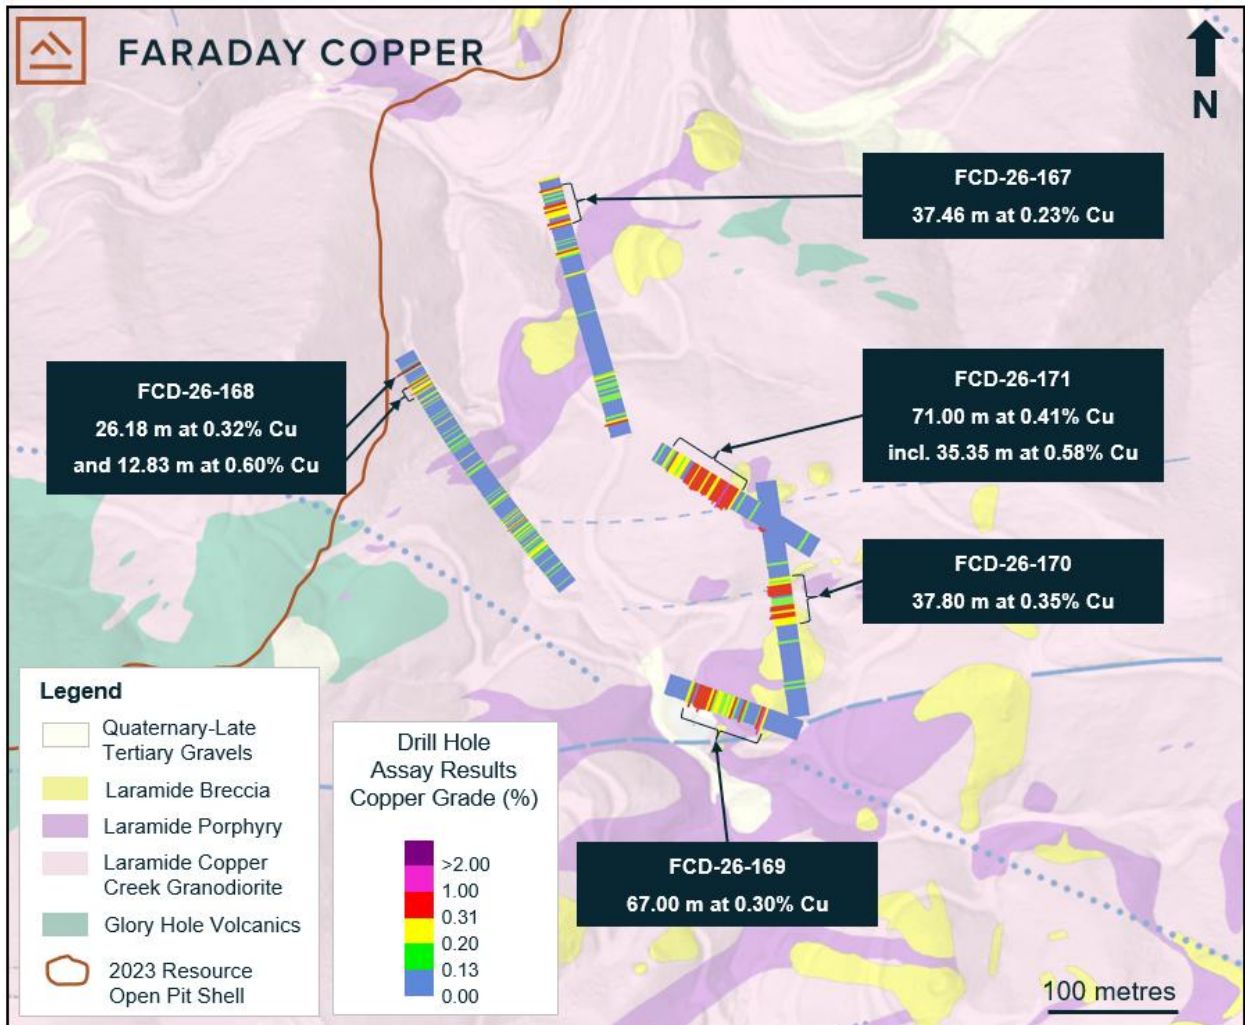 FARADAY COPPER
N
FCD-26-167
37.46 m at 0.23% Cu
FCD-26-168
26.18 m at 0.32% Cu
and 12.83 m at 0.60% Cu
FCD-26-171
71.00 m at 0.41% Cu
incl. 35.35 m at 0.58% Cu
FCD-26-170
37.80 m at 0.35% Cu
FCD-26-169
67.00 m at 0.30% Cu
Legend
Quaternary-Late
Tertiary Gravels
Laramide Breccia
Laramide Porphyry
Laramide Copper
Creek Granodiorite
Glory Hole Volcanics
2023 Resource
Open Pit Shell
Drill Hole
Assay Results
Copper Grade (%)
>2.00
1.00
0.31
0.20
0.13
0.00
100 metres